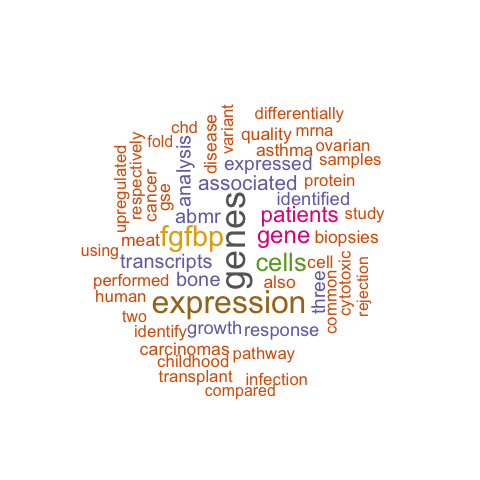 differentially
chd
quality
mrna
fold
disease
variant
asthma
ovarian
respectively
analysis
expressed
samples
upregulated
cancer
gse
associated
protein
identified
abmr
patients
study
genes
meat
fgfbp
gene
biopsies
using
transcripts
cells
cell
performed
bone
also
three
common
cytotoxic
rejection
human
expression
two
identify
growth
response
carcinomas
pathway
childhood
transplant
infection
compared